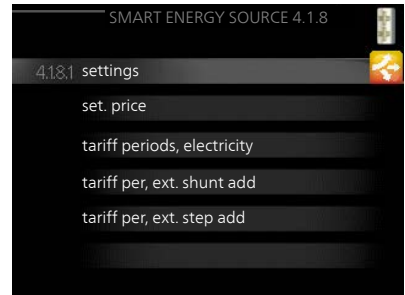 SMART ENERGY SOURCE 4.1.8
4.1.8.1 settings
set. price
tariff periods, electricity
tariff per, ext. shunt add
tariff per, ext. step add